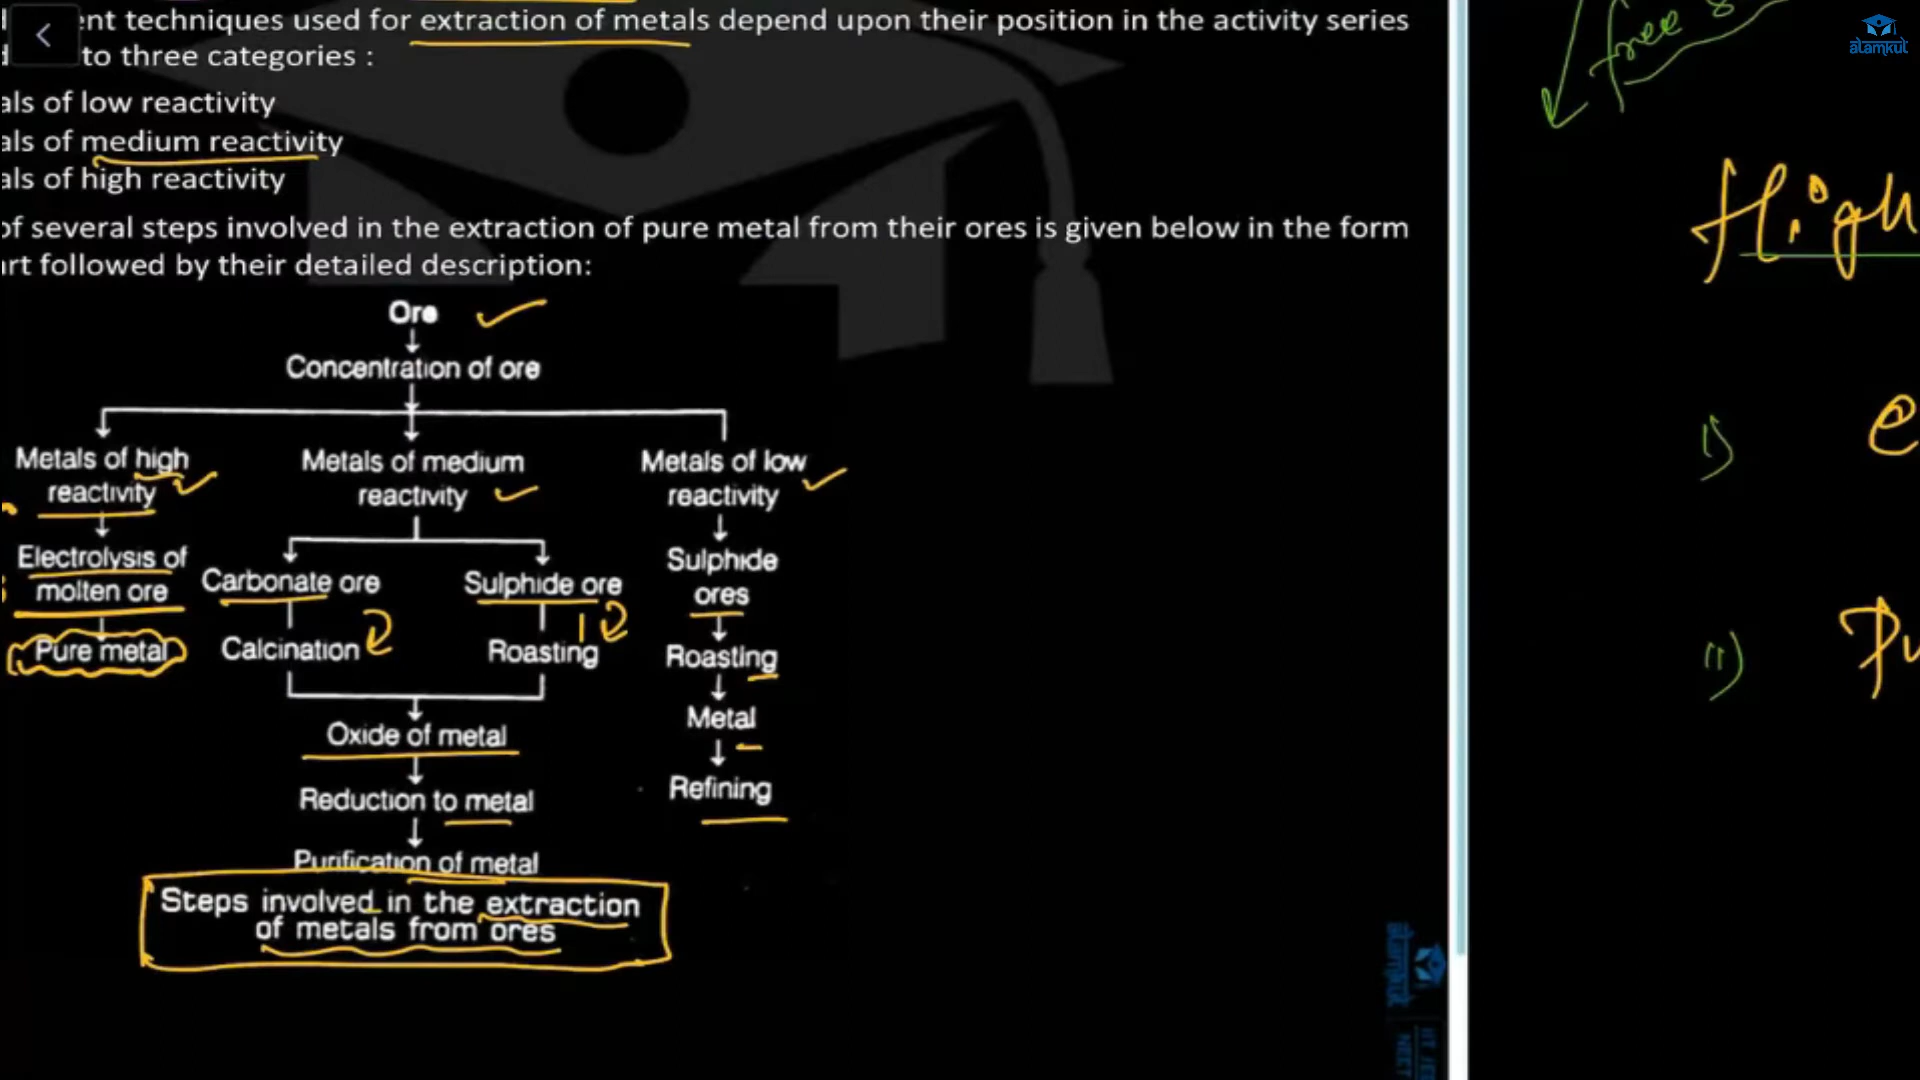 ent techniques used for extraction of metals depend upon their position in the activity series
to three categories :
als of low reactivity
als of medium reactivity
als of high reactivity
of several steps involved in the extraction of pure metal from their ores is given below in the form
art followed by their detailed description:
Ore
Concentration of ore
Metals of high
reactivity
Metals of medium
reactivity
Metals of low
reactivity
Electrolysis of
molten ore
Carbonate ore
Sulphide ore
Sulphide
ores
Pure metal
Calcination
Roasting
Roasting
Oxide of metal
Metal
Reduction to metal
Refining
Purification of metal
Steps involved in the extraction
of metals from ores
free
High
i)
e
ii)
Pu
alamkul
alamkul